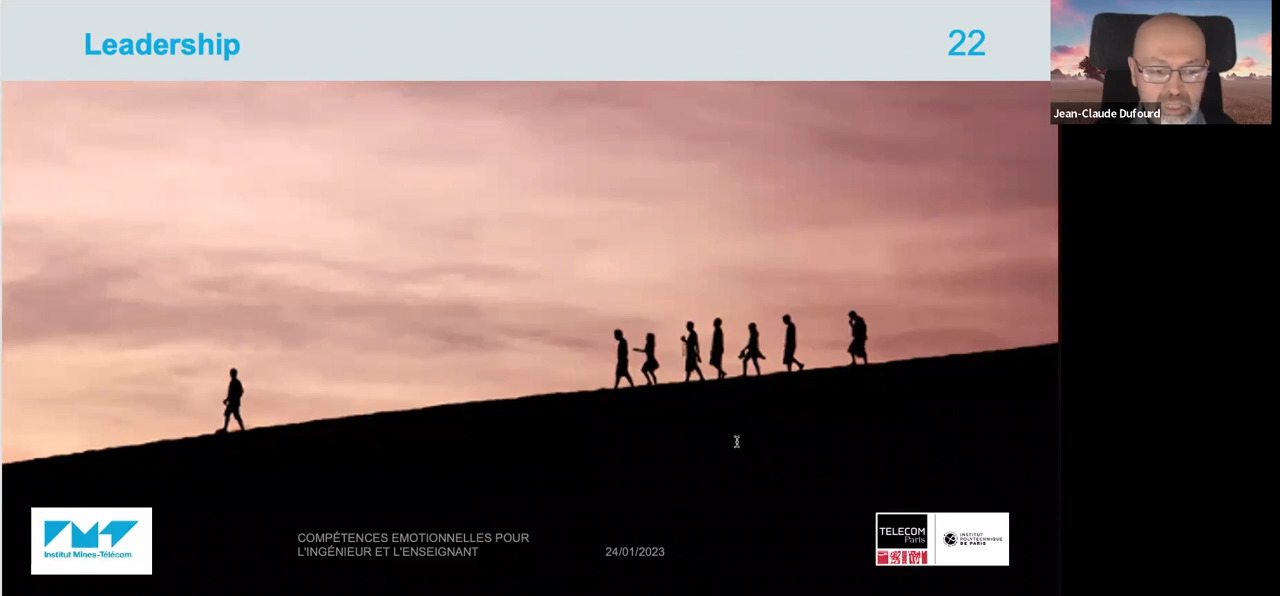 Leadership
22
Jean-Claude Dufourd
Institut Mines-Télécom
COMPÉTENCES EMOTIONNELLES POUR
L'INGÉNIEUR ET L'ENSEIGNANT
24/01/2023
TELECOM
Paris
INSTITUT
POLYTECHNIQUE
DE PARIS